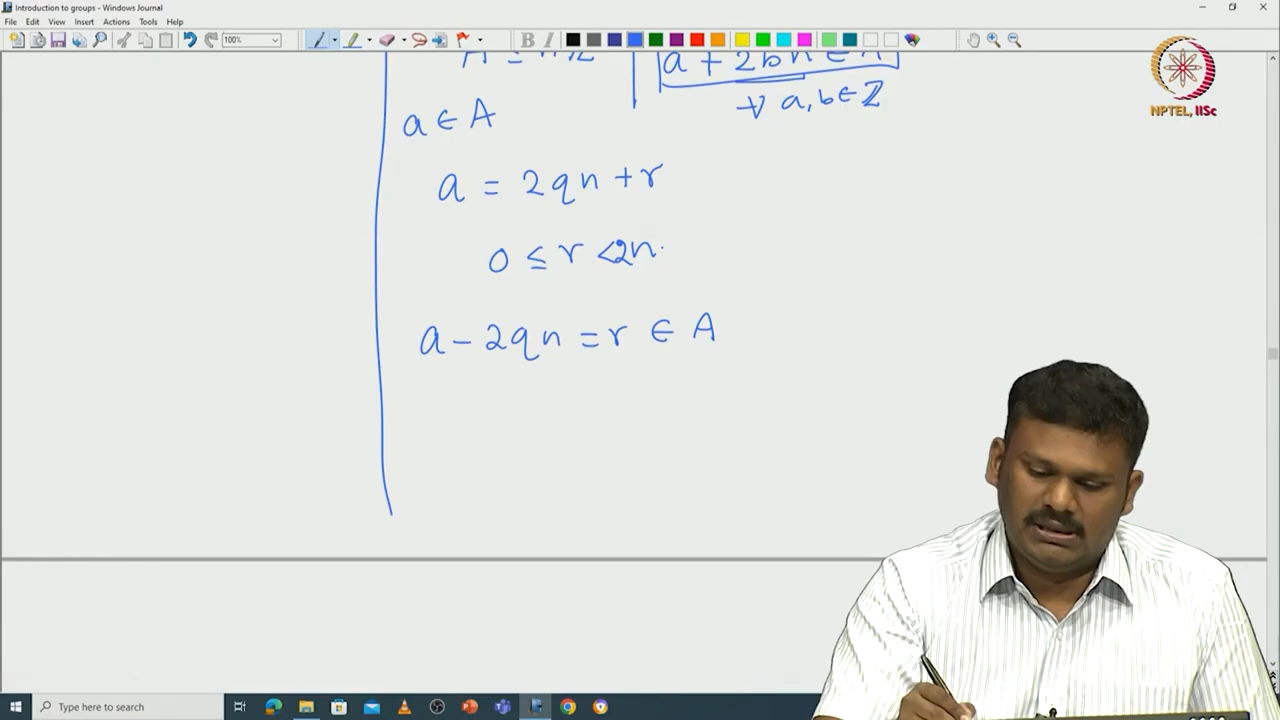 Introduction to groups - Windows Journal
File Edit View Insert Actions Tools Help
100%
B I
a + 2bn ∈ A
∀ a, b ∈ ℤ
a ∈ A
a = 2qn + r
0 ≤ r < 2n.
a - 2qn = r ∈ A
NPTEL, IISc
Type here to search